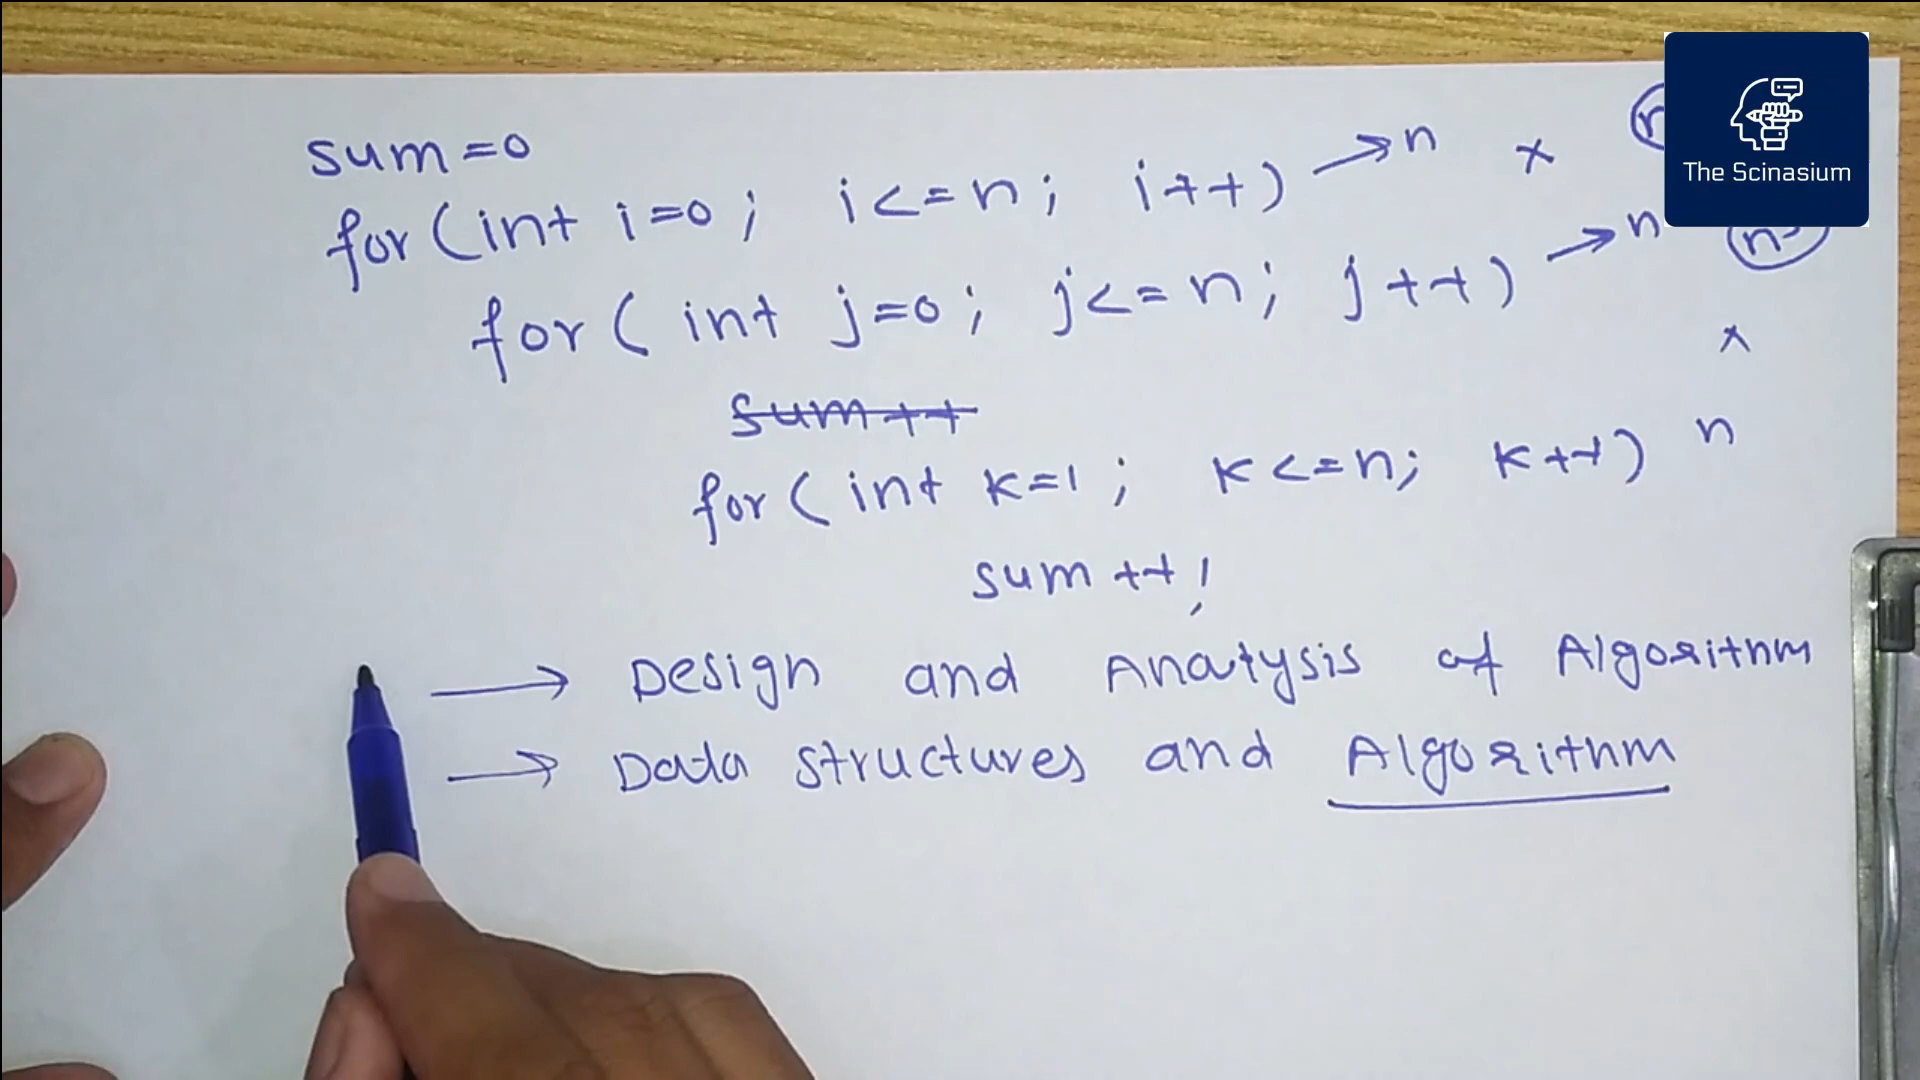 sum=0
for(int i=0; i<=n; i++) → n ×
The Scinasium
for( int j=0; j<=n; j++) → n
×
sum++
for( int k=1; k<=n; k++) n
sum++;
→ Design and Analysis of Algorithm
→ Data structures and Algorithm